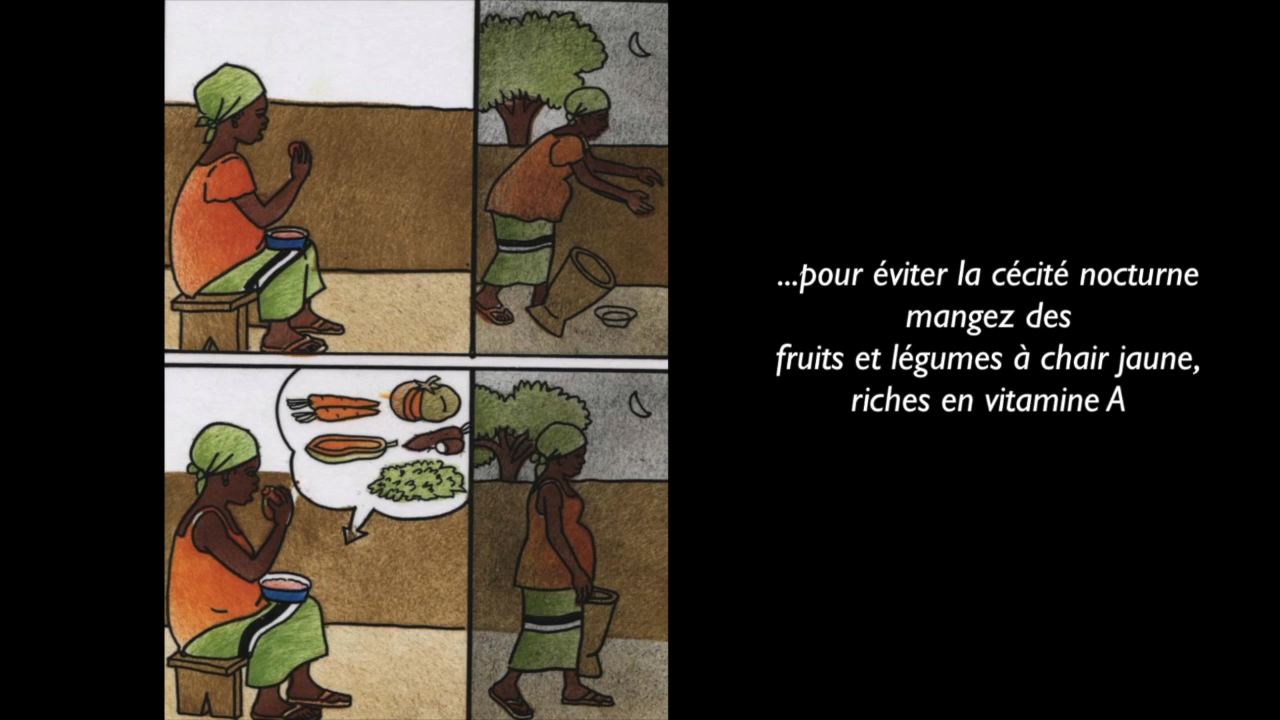 ...pour éviter la cécité nocturne
mangez des
fruits et légumes à chair jaune,
riches en vitamine A